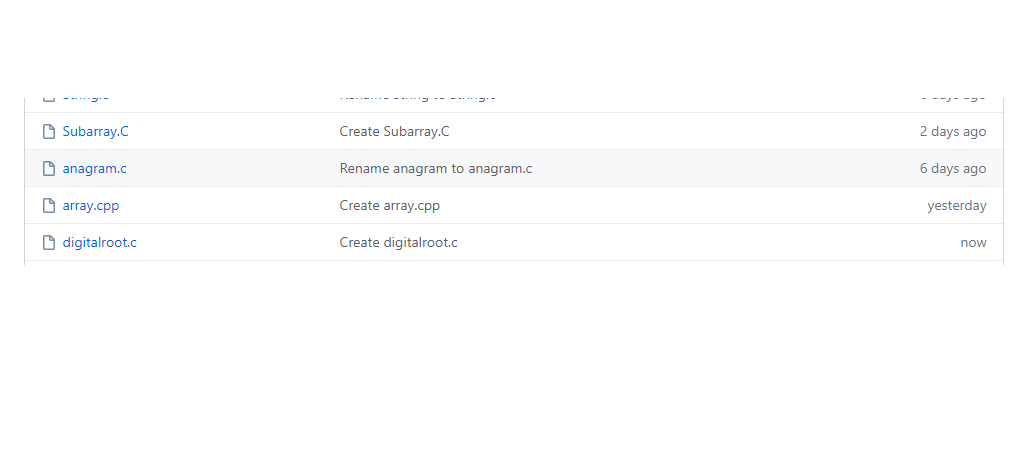 Subarray.C Create Subarray.C 2 days ago
anagram.c Rename anagram to anagram.c 6 days ago
array.cpp Create array.cpp yesterday
digitalroot.c Create digitalroot.c now